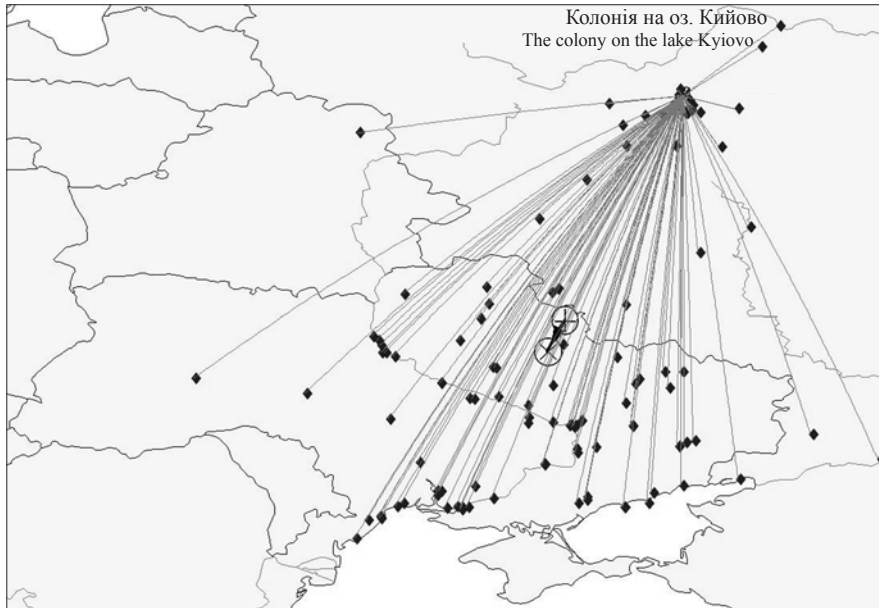 Колонія на оз. Кийово
The colony on the lake Kyiovo